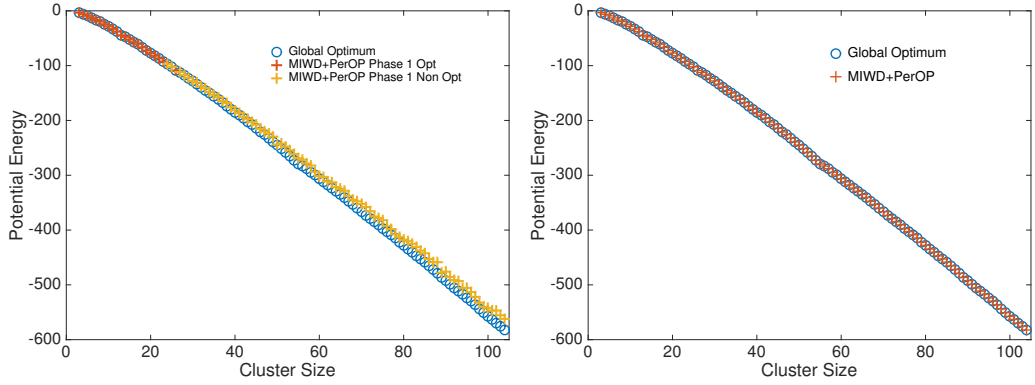 0
-100
-200
-300
-400
-500
-600
Potential Energy
0
20
40
60
80
100
Cluster Size
Global Optimum
MIWD+PerOP Phase 1 Opt
MIWD+PerOP Phase 1 Non Opt
0
-100
-200
-300
-400
-500
-600
Potential Energy
0
20
40
60
80
100
Cluster Size
Global Optimum
MIWD+PerOP